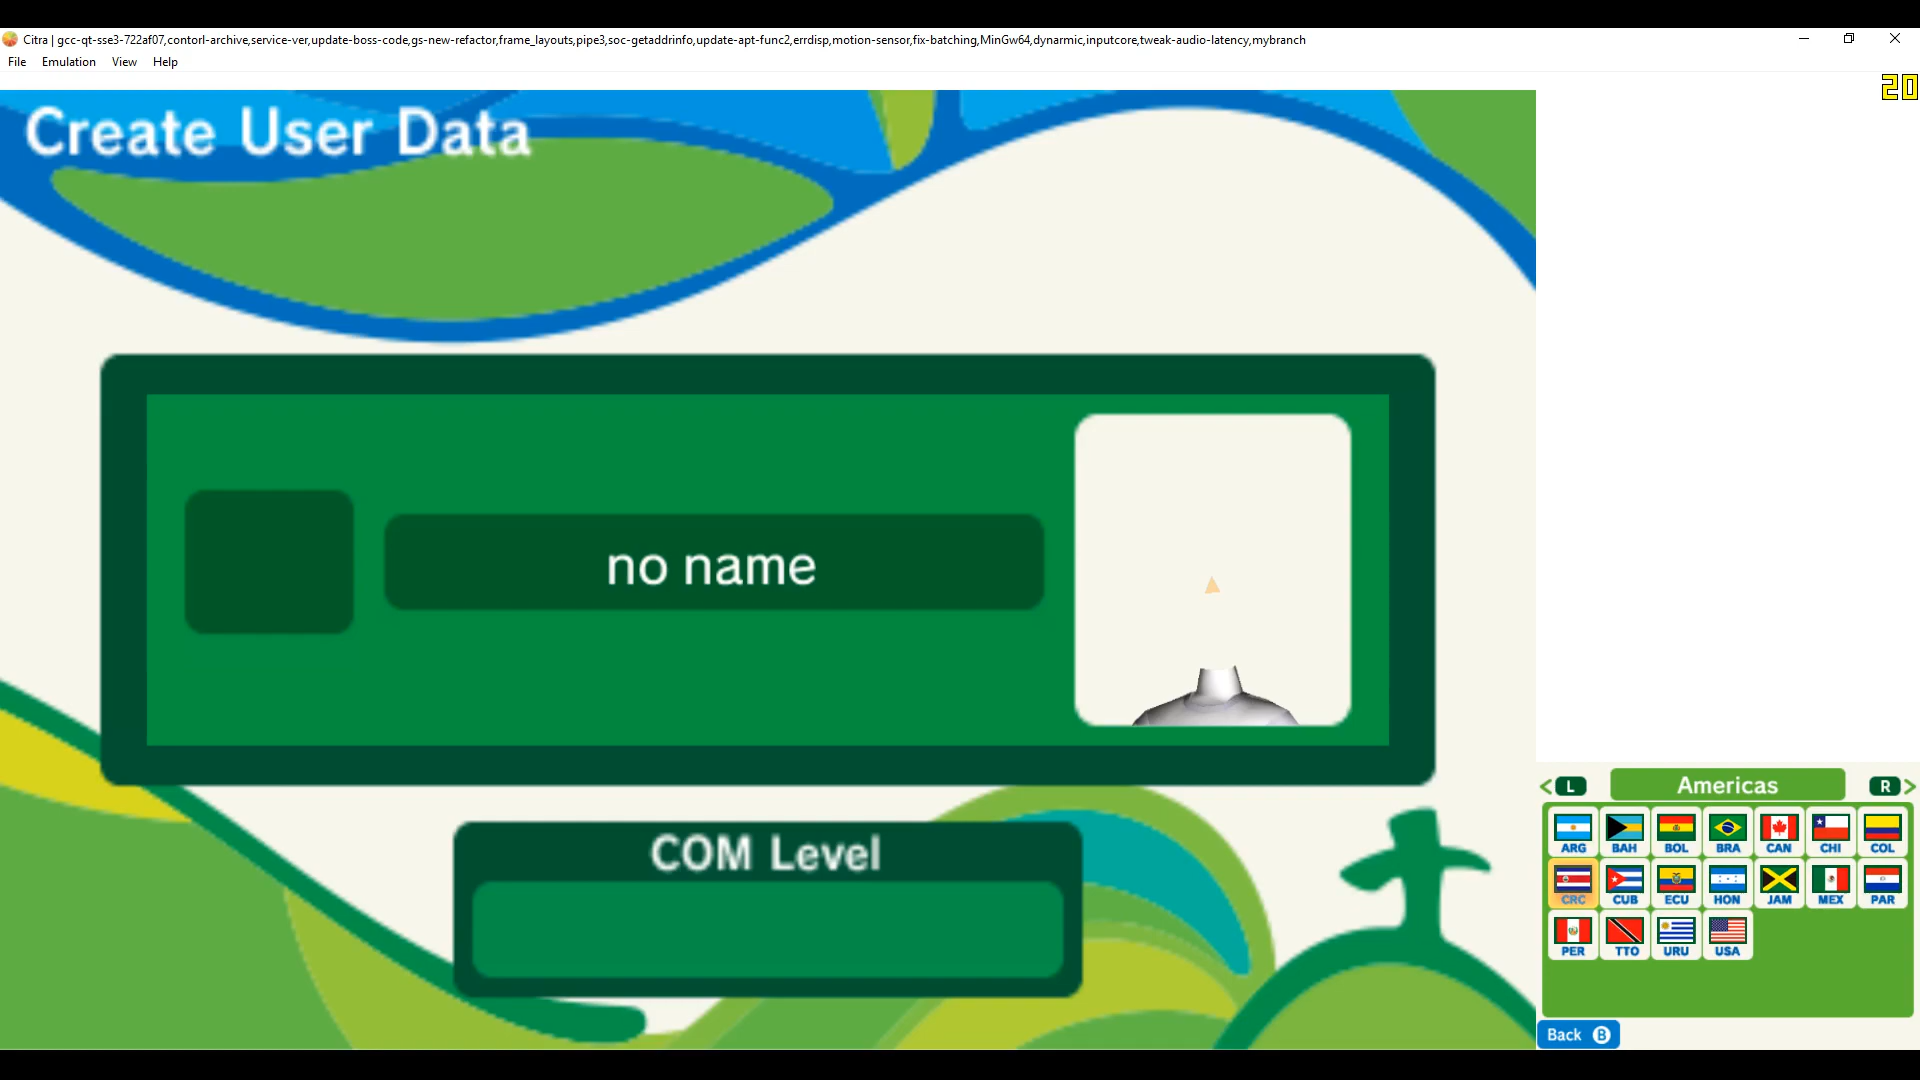 Citra | gcc-qt-sse3-722af07,contorl-archive,service-ver,update-boss-code,gs-new-refactor,frame_layouts,pipe3,soc-getaddrinfo,update-apt-func2,errdisp,motion-sensor,fix-batching,MinGw64,dynarmic,inputcore,tweak-audio-latency,mybranch
File Emulation View Help
20
Create User Data
no name
COM Level
L Americas R
ARG BAH BOL BRA CAN CHI COL
CRC CUB ECU HON JAM MEX PAR
PER TTO URU USA
Back B